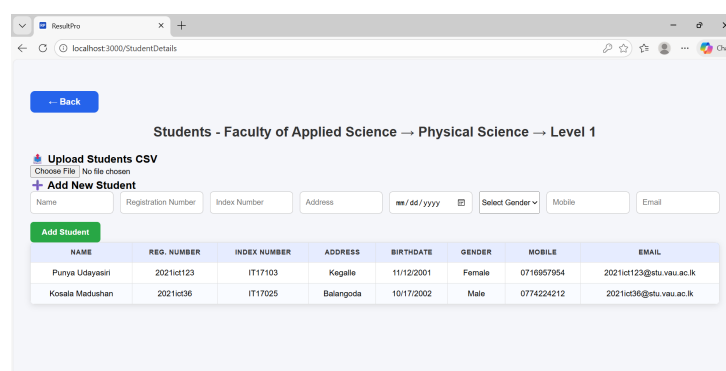 ResultPro
localhost:3000/StudentDetails
← Back
Students - Faculty of Applied Science → Physical Science → Level 1
Upload Students CSV
Choose File No file chosen
Add New Student
Name Registration Number Index Number Address mm/dd/yyyy Select Gender Mobile Email
Add Student
NAME REG. NUMBER INDEX NUMBER ADDRESS BIRTHDATE GENDER MOBILE EMAIL
Punya Udayasiri 2021ict123 IT17103 Kegalle 11/12/2001 Female 0716957954 2021ict123@stu.vau.ac.lk
Kosala Madushan 2021ict36 IT17025 Balangoda 10/17/2002 Male 0774224212 2021ict36@stu.vau.ac.lk